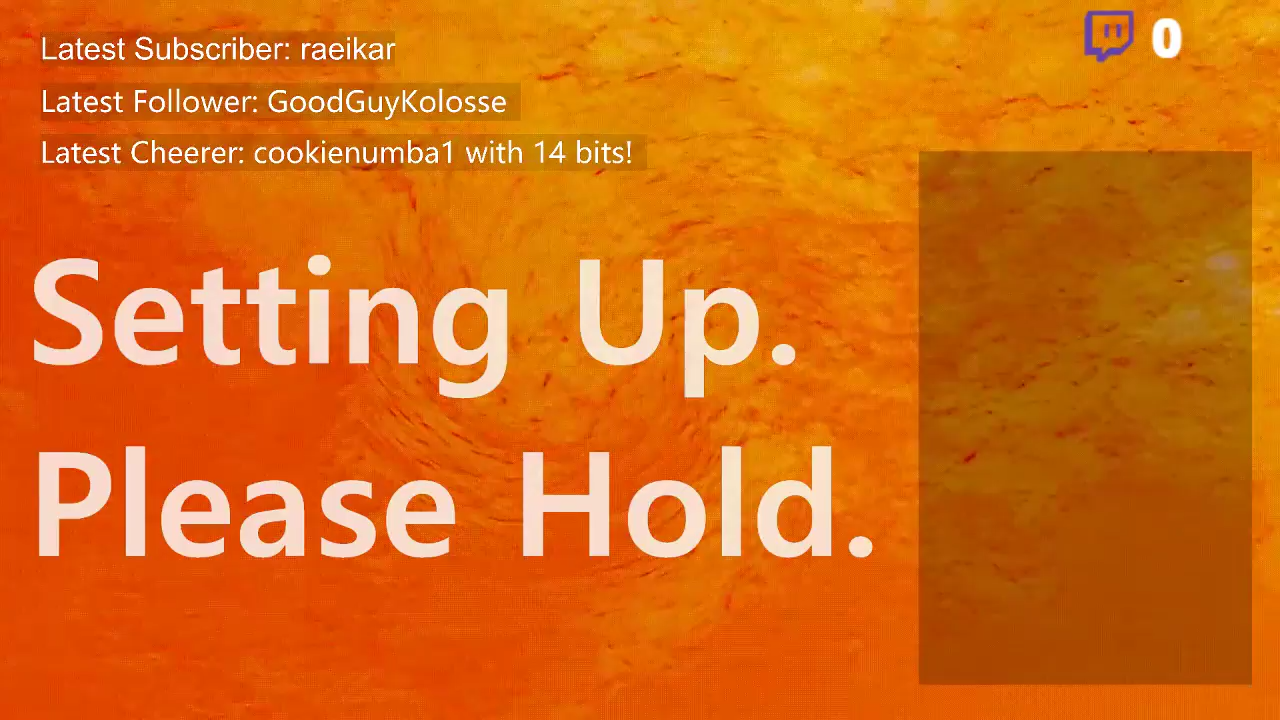 Latest Subscriber: raeikar
0
Latest Follower: GoodGuyKolosse
Latest Cheerer: cookienumba1 with 14 bits!
Setting Up.
Please Hold.